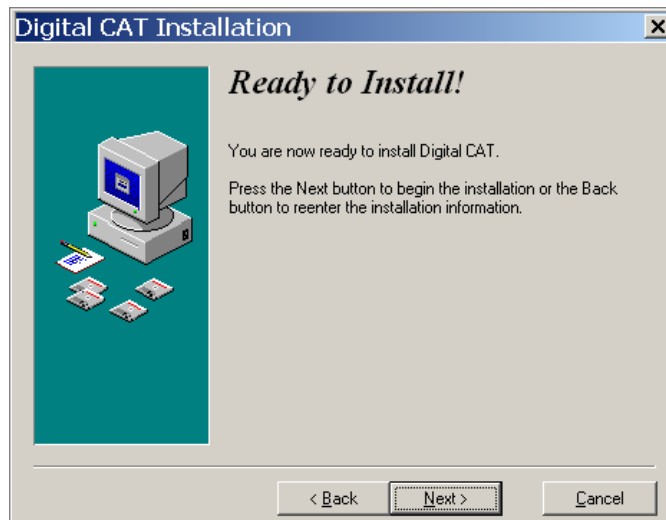 Digital CAT Installation
Ready to Install!
You are now ready to install Digital CAT.
Press the Next button to begin the installation or the Back
button to reenter the installation information.
< Back
Next >
Cancel